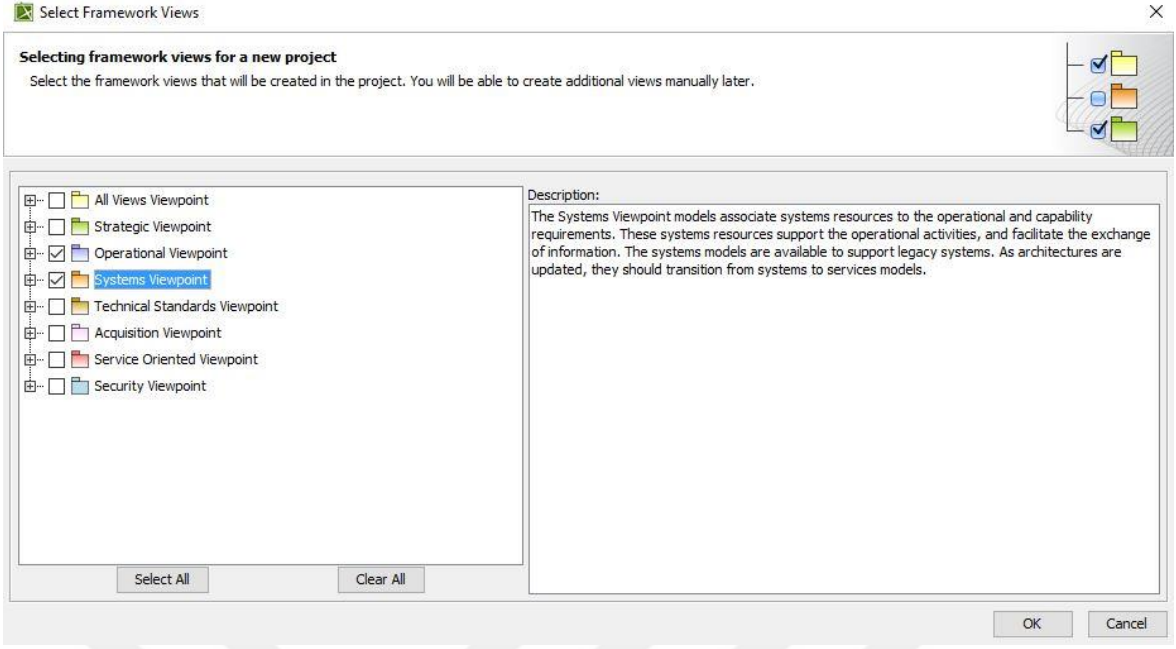 Select Framework Views
Selecting framework views for a new project
Select the framework views that will be created in the project. You will be able to create additional views manually later.
All Views Viewpoint
Strategic Viewpoint
Operational Viewpoint
Systems Viewpoint
Technical Standards Viewpoint
Acquisition Viewpoint
Service Oriented Viewpoint
Security Viewpoint
Select All
Clear All
Description:
The Systems Viewpoint models associate systems resources to the operational and capability
requirements. These systems resources support the operational activities, and facilitate the exchange
of information. The systems models are available to support legacy systems. As architectures are
updated, they should transition from systems to services models.
OK
Cancel